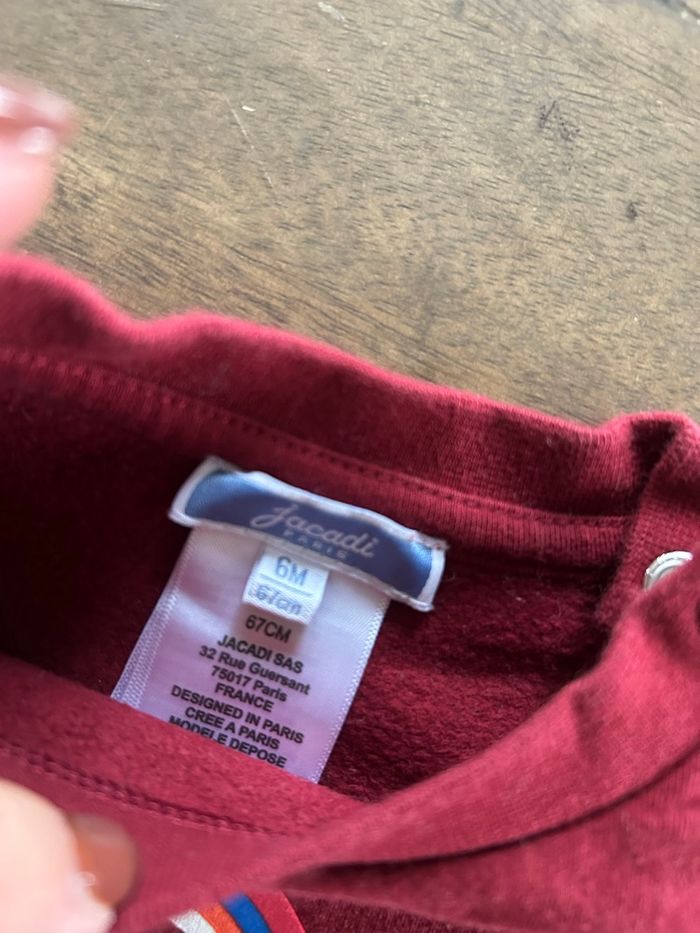 Jacadi
PARIS
6M
67cm
67CM
JACADI SAS
32 Rue Guersant
75017 Paris
FRANCE
DESIGNED IN PARIS
CREE A PARIS
MODELE DEPOSE